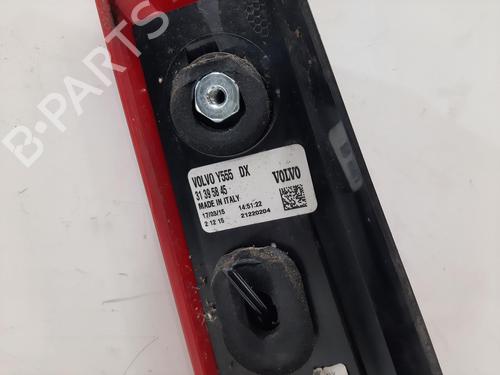 B-PARTS
VOLVO Y555 DX VOLVO
31 39 58 45
MADE IN ITALY
17/03/15 14:51:22
2 12 15 21220204